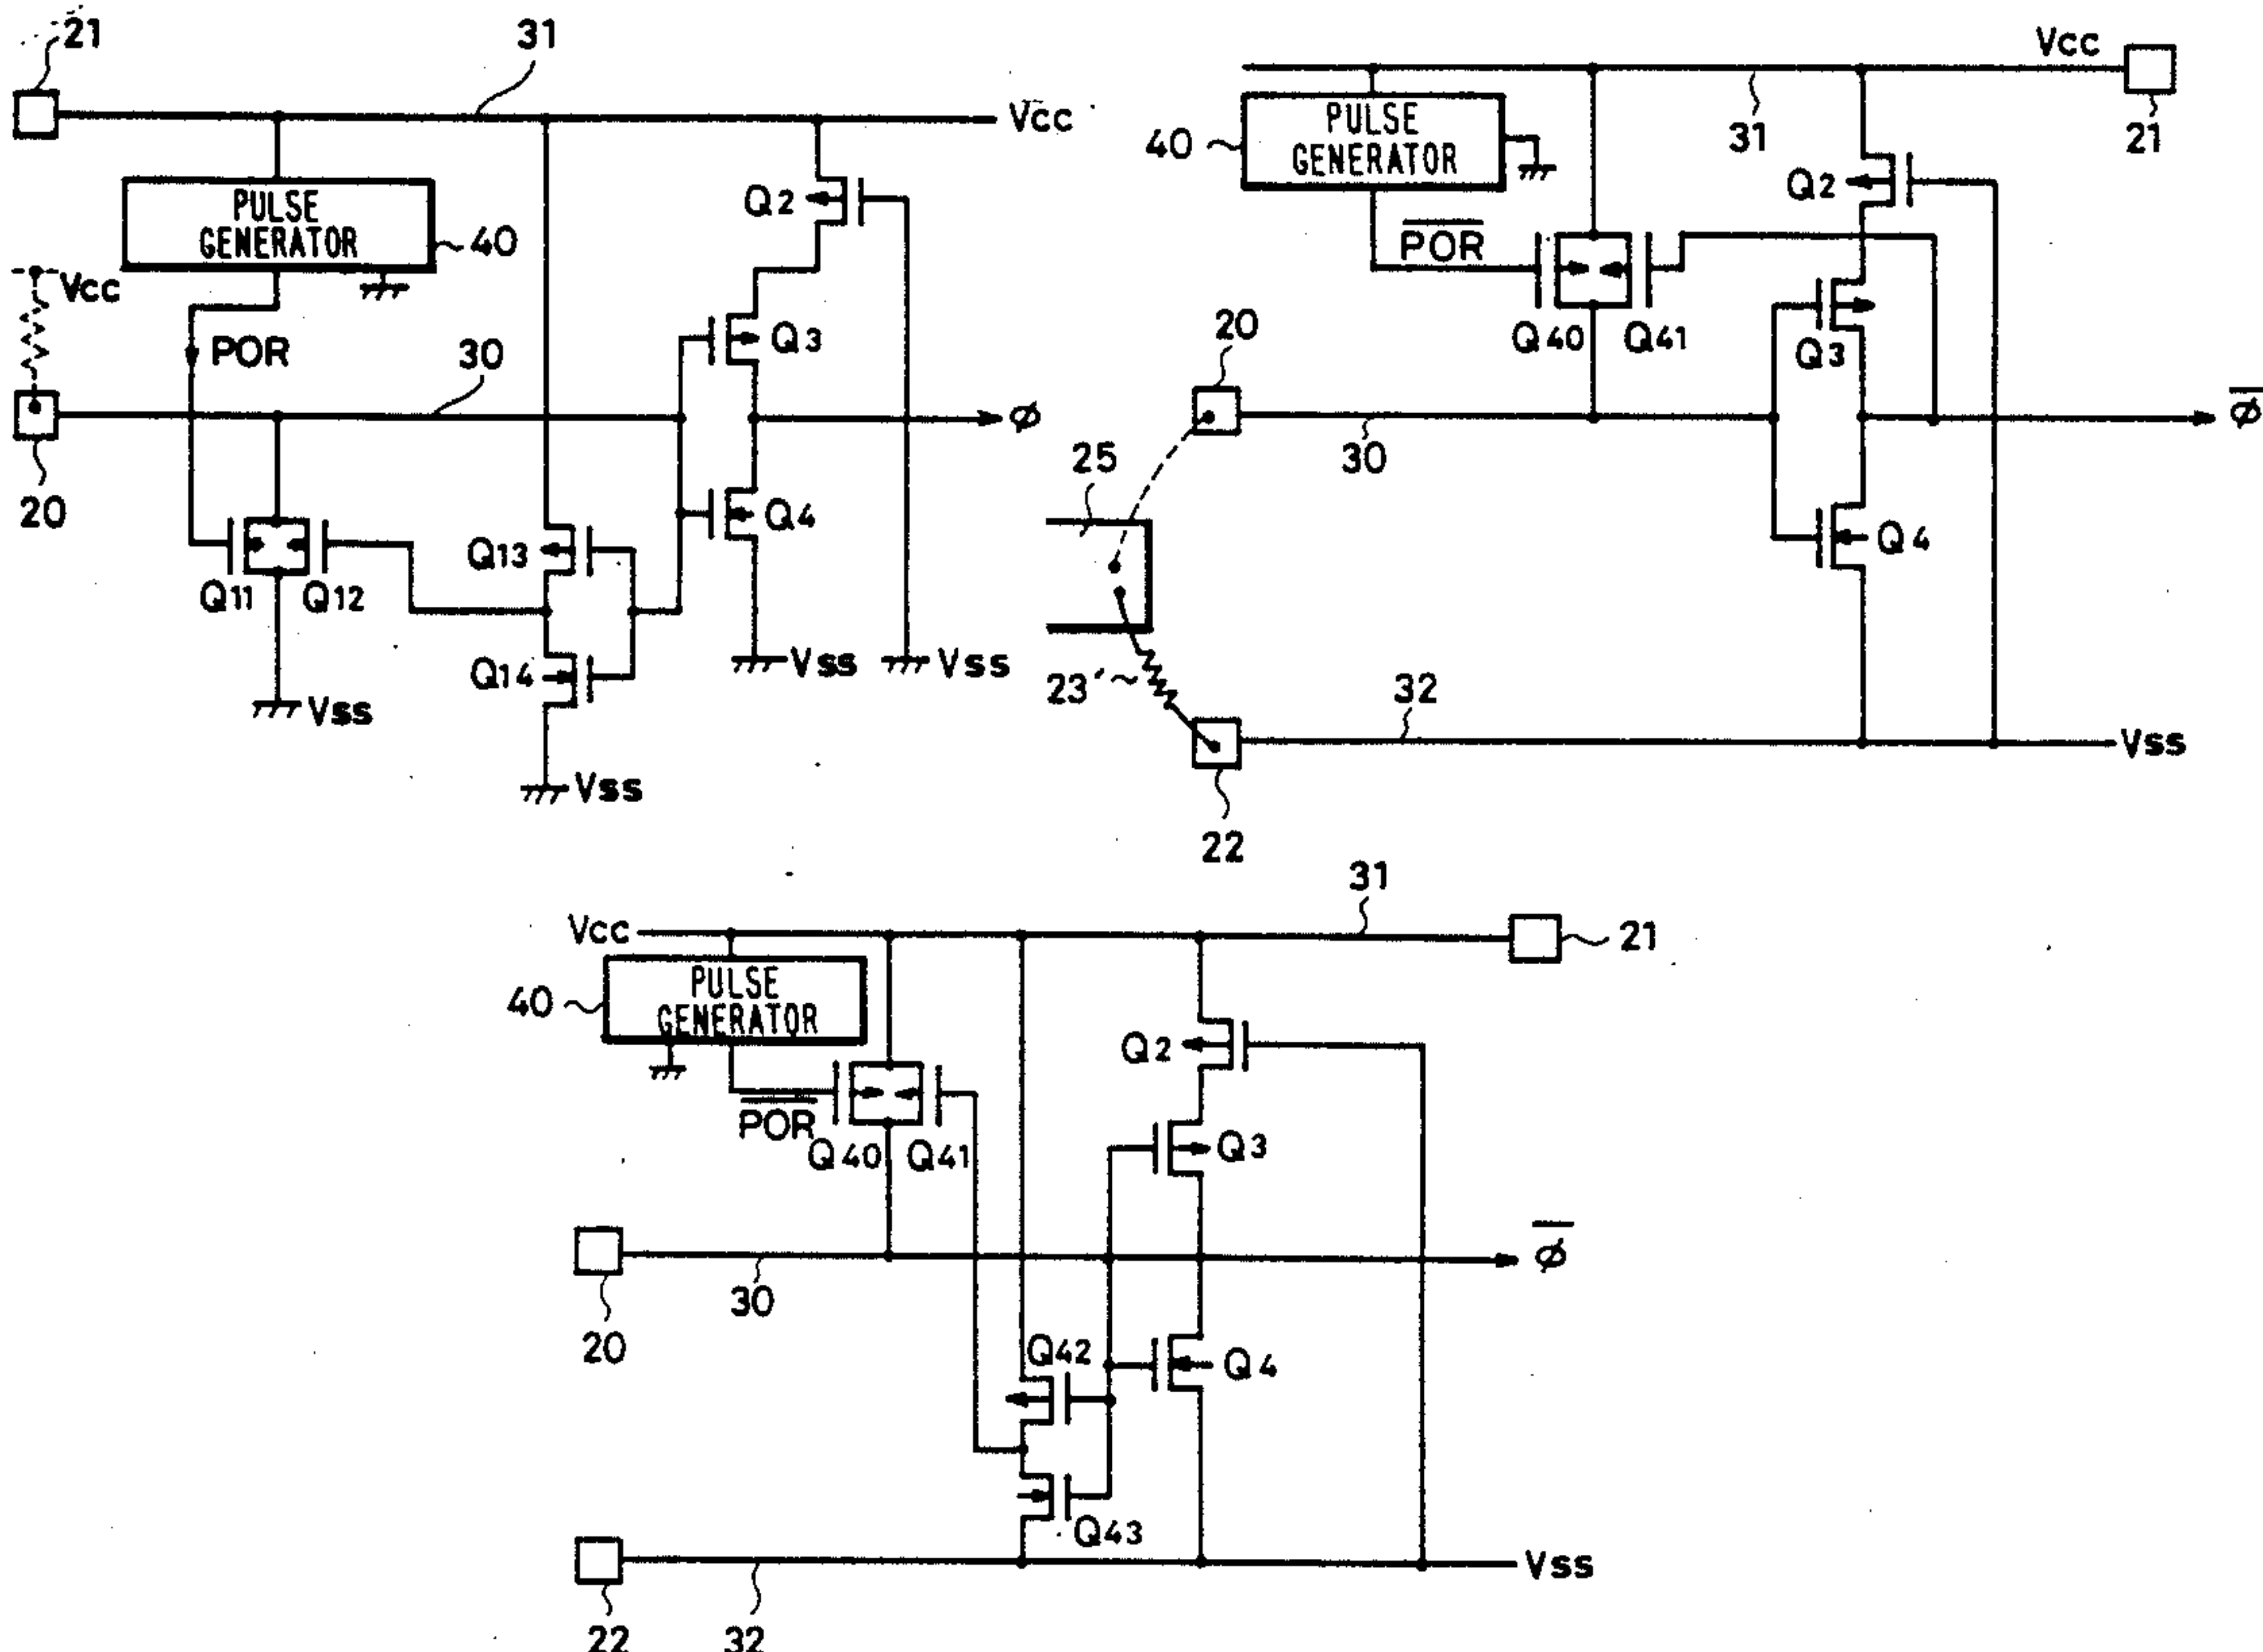 21
31
Vcc
PULSE
GENERATOR
40
Q2
Vcc
POR
30
Q3
ø
20
Q11
Q12
Q13
Q4
Q14
Vss
Vss
Vss
Vss
Vcc
21
31
PULSE
GENERATOR
40
POR
Q2
Q40
Q41
Q3
20
30
ø
25
Q4
23'
32
22
Vss
31
Vcc
21
PULSE
GENERATOR
40
Q2
POR
Q40
Q41
Q3
ø
20
30
Q42
Q4
Q43
Vss
22
32